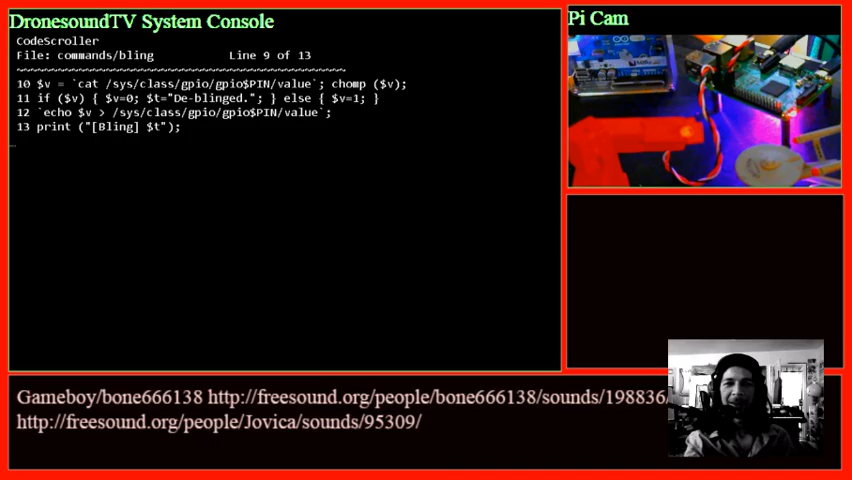 DronesoundTV System Console
CodeScroller
File: commands/bling Line 9 of 13
~~~~~~~~~~~~~~~~~~~~~~~~~~~~~~~~~~~~~~~~~~~~~~~
10 $v = `cat /sys/class/gpio/gpio$PIN/value`; chomp ($v);
11 if ($v) { $v=0; $t="De-blinged."; } else { $v=1; }
12 `echo $v > /sys/class/gpio/gpio$PIN/value`;
13 print ("[Bling] $t");
Pi Cam
Gameboy/bone666138 http://freesound.org/people/bone666138/sounds/198836/
http://freesound.org/people/Jovica/sounds/95309/